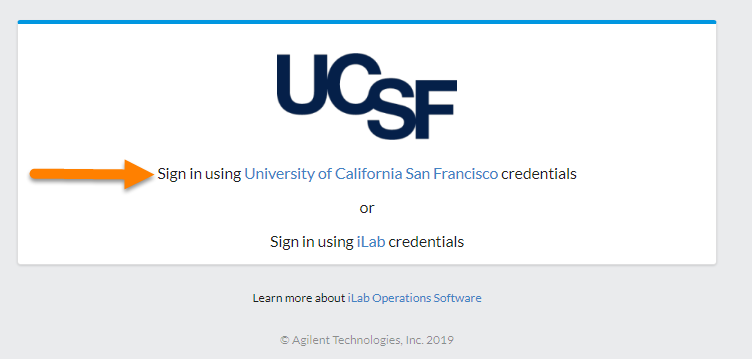 UCSF
Sign in using University of California San Francisco credentials
or
Sign in using iLab credentials
Learn more about iLab Operations Software
© Agilent Technologies, Inc. 2019